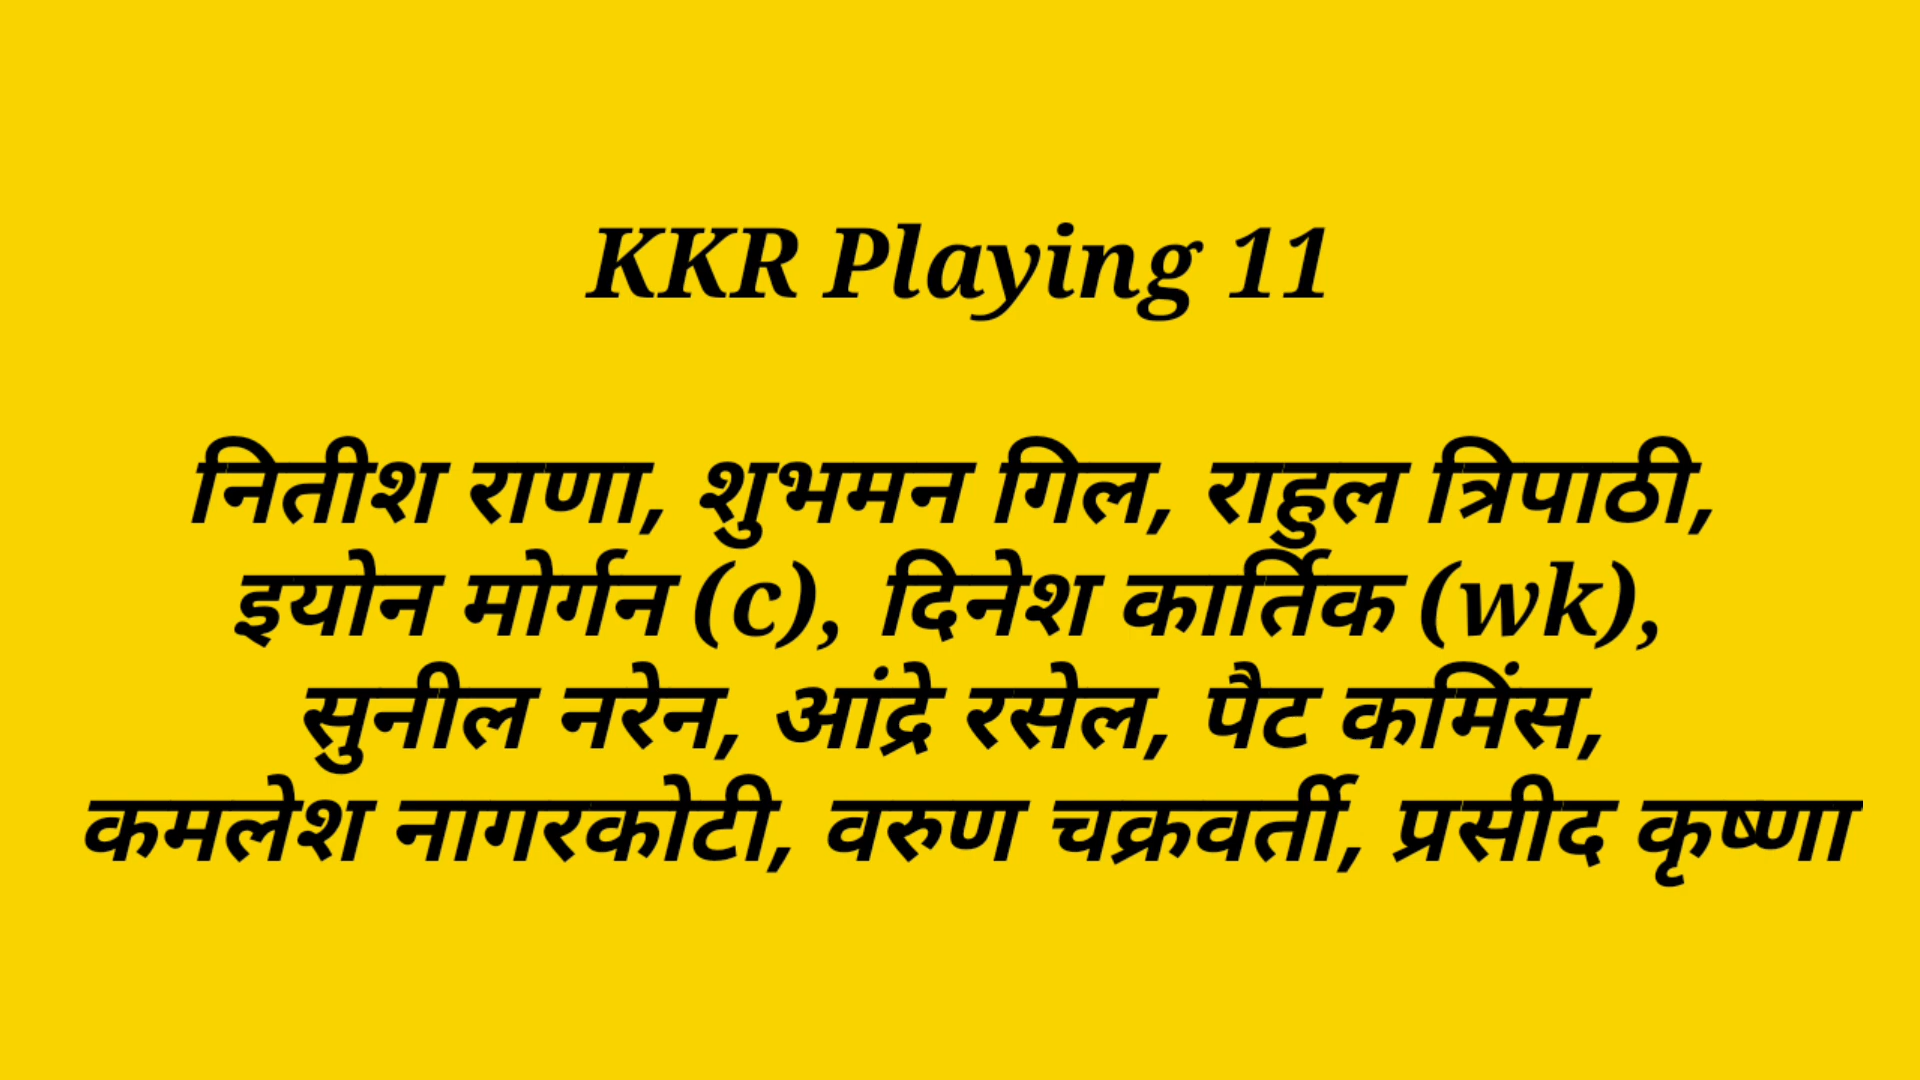 KKR Playing 11
नितीश राणा, शुभमन गिल, राहुल त्रिपाठी,
इयोन मोर्गन (c), दिनेश कार्तिक (wk),
सुनील नरेन, आंद्रे रसेल, पैट कमिंस,
कमलेश नागरकोटी, वरुण चक्रवर्ती, प्रसीद कृष्णा